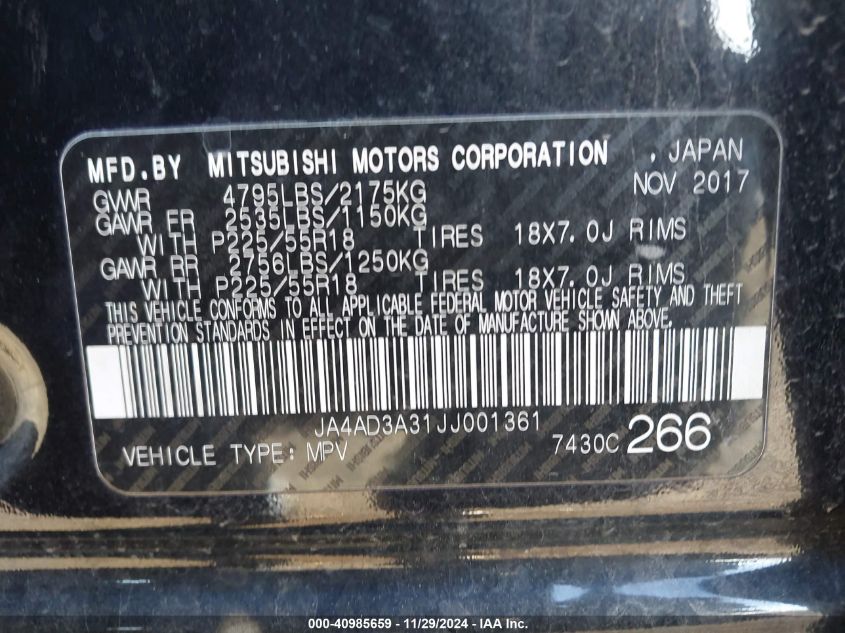 MFD.BY MITSUBISHI MOTORS CORPORATION , JAPAN
GVWR 4795LBS/2175KG NOV 2017
GAWR FR 2535LBS/1150KG
WITH P225/55R18 TIRES 18X7.0J RIMS
GAWR RR 2756LBS/1250KG
WITH P225/55R18 TIRES 18X7.0J RIMS
THIS VEHICLE CONFORMS TO ALL APPLICABLE FEDERAL MOTOR VEHICLE SAFETY AND THEFT
PREVENTION STANDARDS IN EFFECT ON THE DATE OF MANUFACTURE SHOWN ABOVE.
JA4AD3A31JJ001361
VEHICLE TYPE: MPV 7430C 266
000-40985659 - 11/29/2024 - IAA Inc.